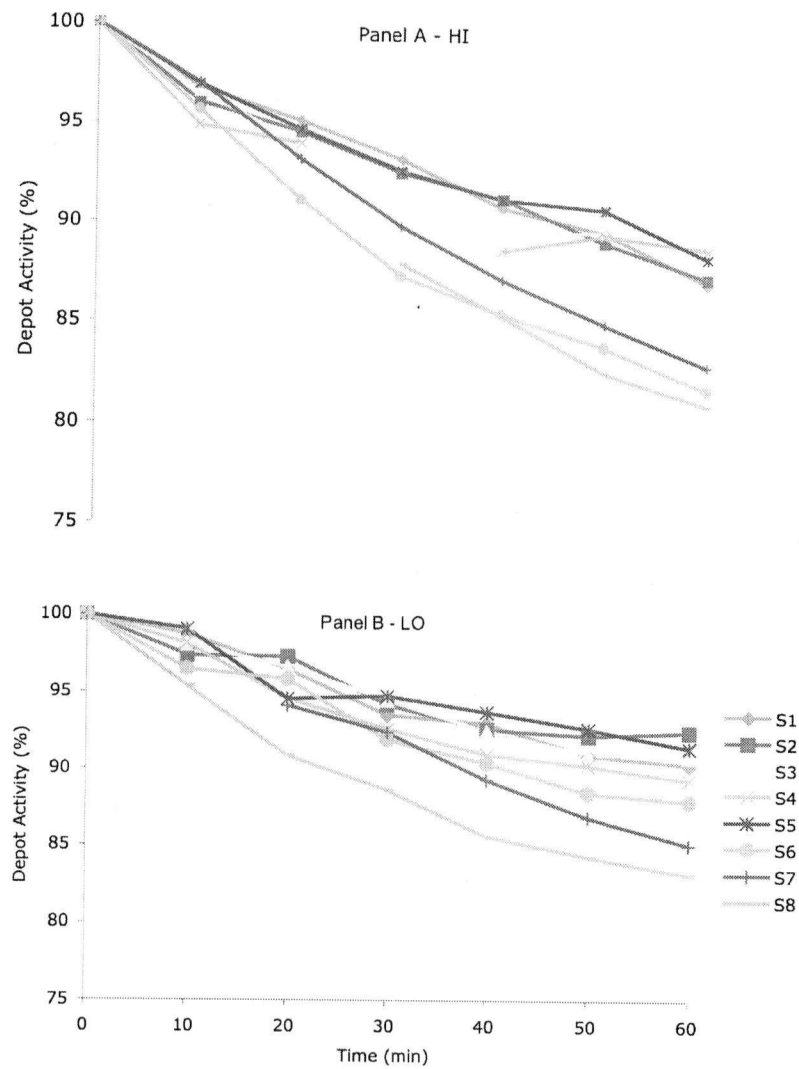 Panel A - HI
100
95
90
85
80
75
Depot Activity (%)
Panel B - LO
100
95
90
85
80
75
Depot Activity (%)
0 10 20 30 40 50 60
Time (min)
S1
S2
S3
S4
S5
S6
S7
S8